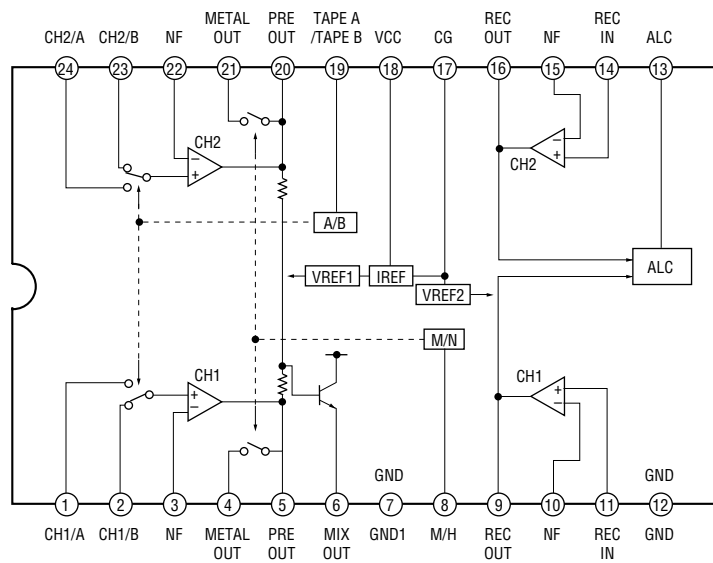 METAL PRE TAPE A REC REC
CH2/A CH2/B NF OUT OUT /TAPE B VCC CG OUT NF IN ALC
24 23 22 21 20 19 18 17 16 15 14 13
CH2
−
+
−
+
CH2
A/B
ALC
VREF1 IREF
VREF2
M/N
CH1
+
−
CH1
+
−
GND GND
1 2 3 4 5 6 7 8 9 10 11 12
CH1/A CH1/B NF METAL PRE MIX GND1 M/H REC NF REC GND
OUT OUT OUT OUT IN